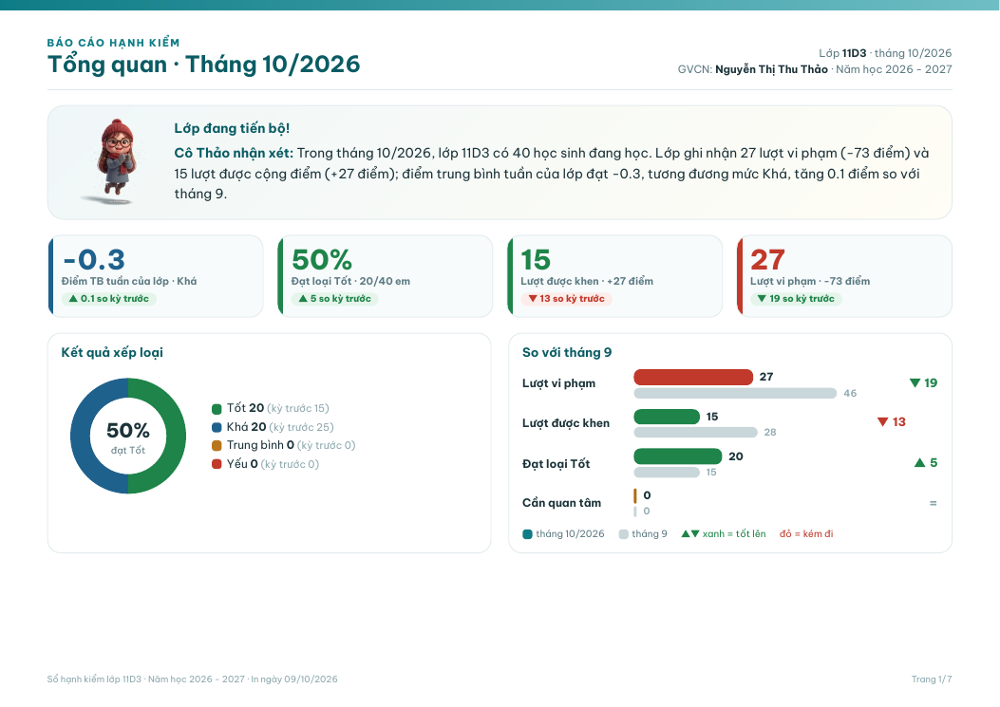 BÁO CÁO HẠNH KIỂM
Tổng quan · Tháng 10/2026
Lớp 11D3 · tháng 10/2026
GVCN: Nguyễn Thị Thu Thảo · Năm học 2026 - 2027
Lớp đang tiến bộ!
Cô Thảo nhận xét: Trong tháng 10/2026, lớp 11D3 có 40 học sinh đang học. Lớp ghi nhận 27 lượt vi phạm (-73 điểm) và
15 lượt được cộng điểm (+27 điểm); điểm trung bình tuần của lớp đạt -0.3, tương đương mức Khá, tăng 0.1 điểm so với
tháng 9.
-0.3
Điểm TB tuần của lớp · Khá
▲ 0.1 so kỳ trước
50%
Đạt loại Tốt · 20/40 em
▲ 5 so kỳ trước
15
Lượt được khen · +27 điểm
▼ 13 so kỳ trước
27
Lượt vi phạm · -73 điểm
▼ 19 so kỳ trước
Kết quả xếp loại
50%
đạt Tốt
Tốt 20 (kỳ trước 15)
Khá 20 (kỳ trước 25)
Trung bình 0 (kỳ trước 0)
Yếu 0 (kỳ trước 0)
So với tháng 9
Lượt vi phạm 27 46 ▼ 19
Lượt được khen 15 28 ▼ 13
Đạt loại Tốt 20 15 ▲ 5
Cần quan tâm 0 0 =
tháng 10/2026 tháng 9 ▲▼ xanh = tốt lên đỏ = kém đi
Sổ hạnh kiểm lớp 11D3 · Năm học 2026 - 2027 · In ngày 09/10/2026
Trang 1/7